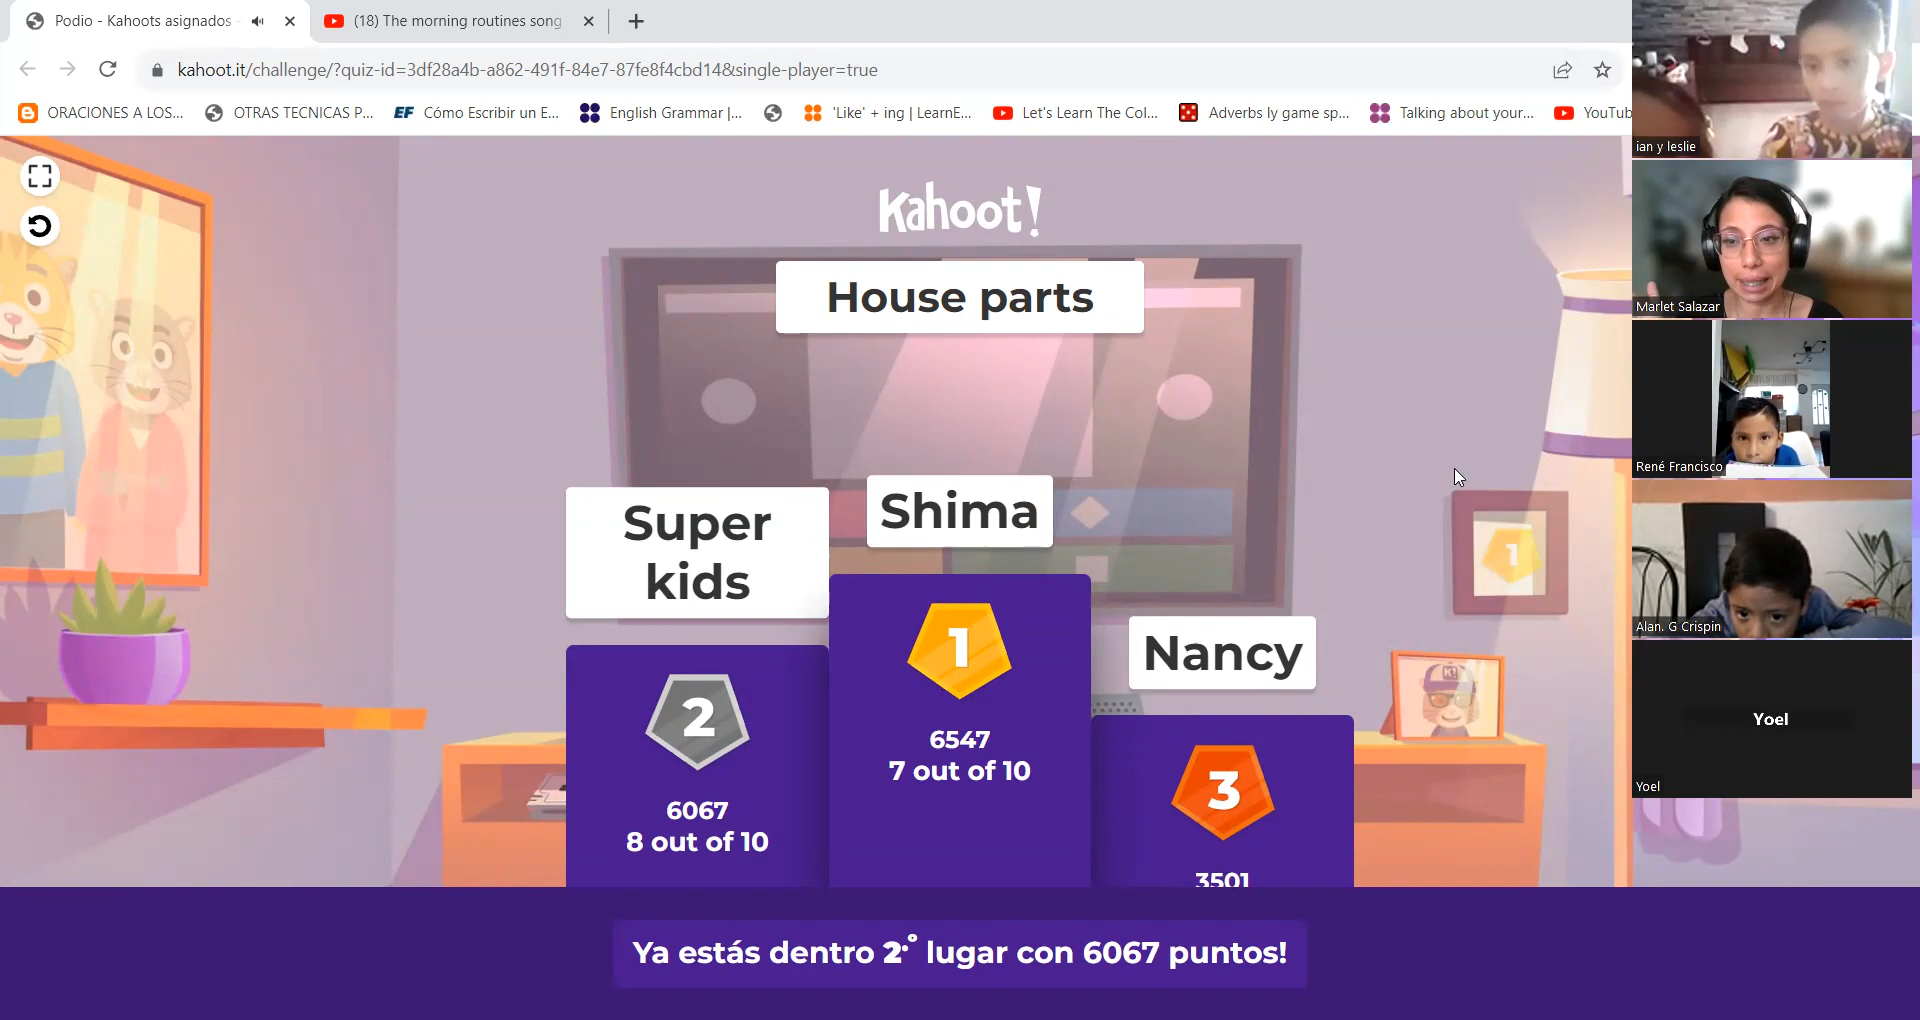 Podio - Kahoots asignados -
(18) The morning routines song
kahoot.it/challenge/?quiz-id=3df28a4b-a862-491f-84e7-87fe8f4cbd14&single-player=true
ORACIONES A LOS...
OTRAS TECNICAS P...
EF Cómo Escribir un E...
English Grammar |...
'Like' + ing | LearnE...
Let's Learn The Col...
Adverbs ly game sp...
Talking about your...
YouTub
Kahoot!
House parts
Super
kids
Shima
Nancy
1
6547
7 out of 10
2
6067
8 out of 10
3
3501
1
K!
Ya estás dentro 2.º lugar con 6067 puntos!
ian y leslie
Marlet Salazar
René Francisco
Alan. G Crispin
Yoel
Yoel